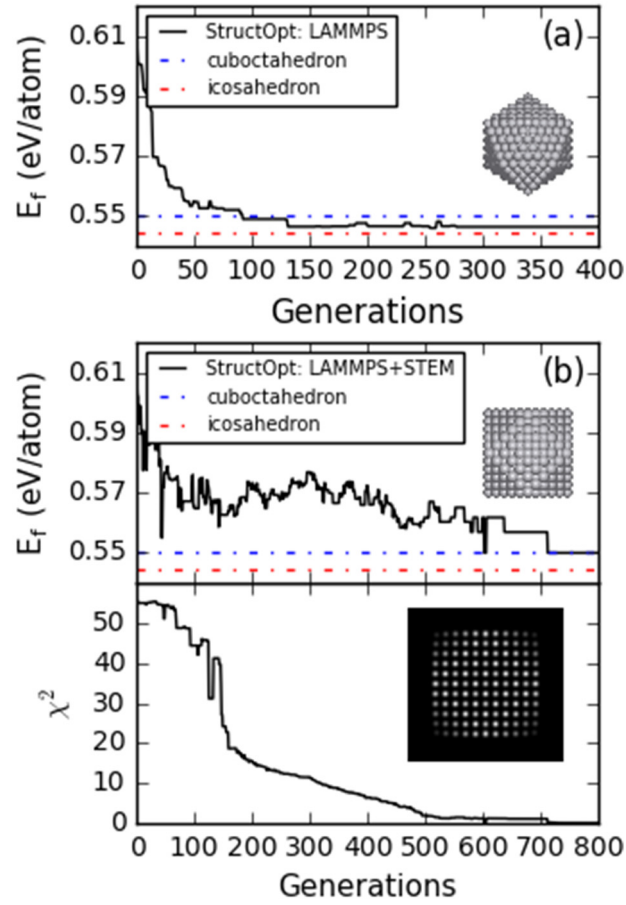 0.61
0.59
0.57
0.55
E_f (eV/atom)
StructOpt: LAMMPS
cuboctahedron
icosahedron
(a)
0 50 100 150 200 250 300 350 400
Generations
0.61
0.59
0.57
0.55
E_f (eV/atom)
StructOpt: LAMMPS+STEM
cuboctahedron
icosahedron
(b)
50
40
30
20
10
0
χ²
0 100 200 300 400 500 600 700 800
Generations